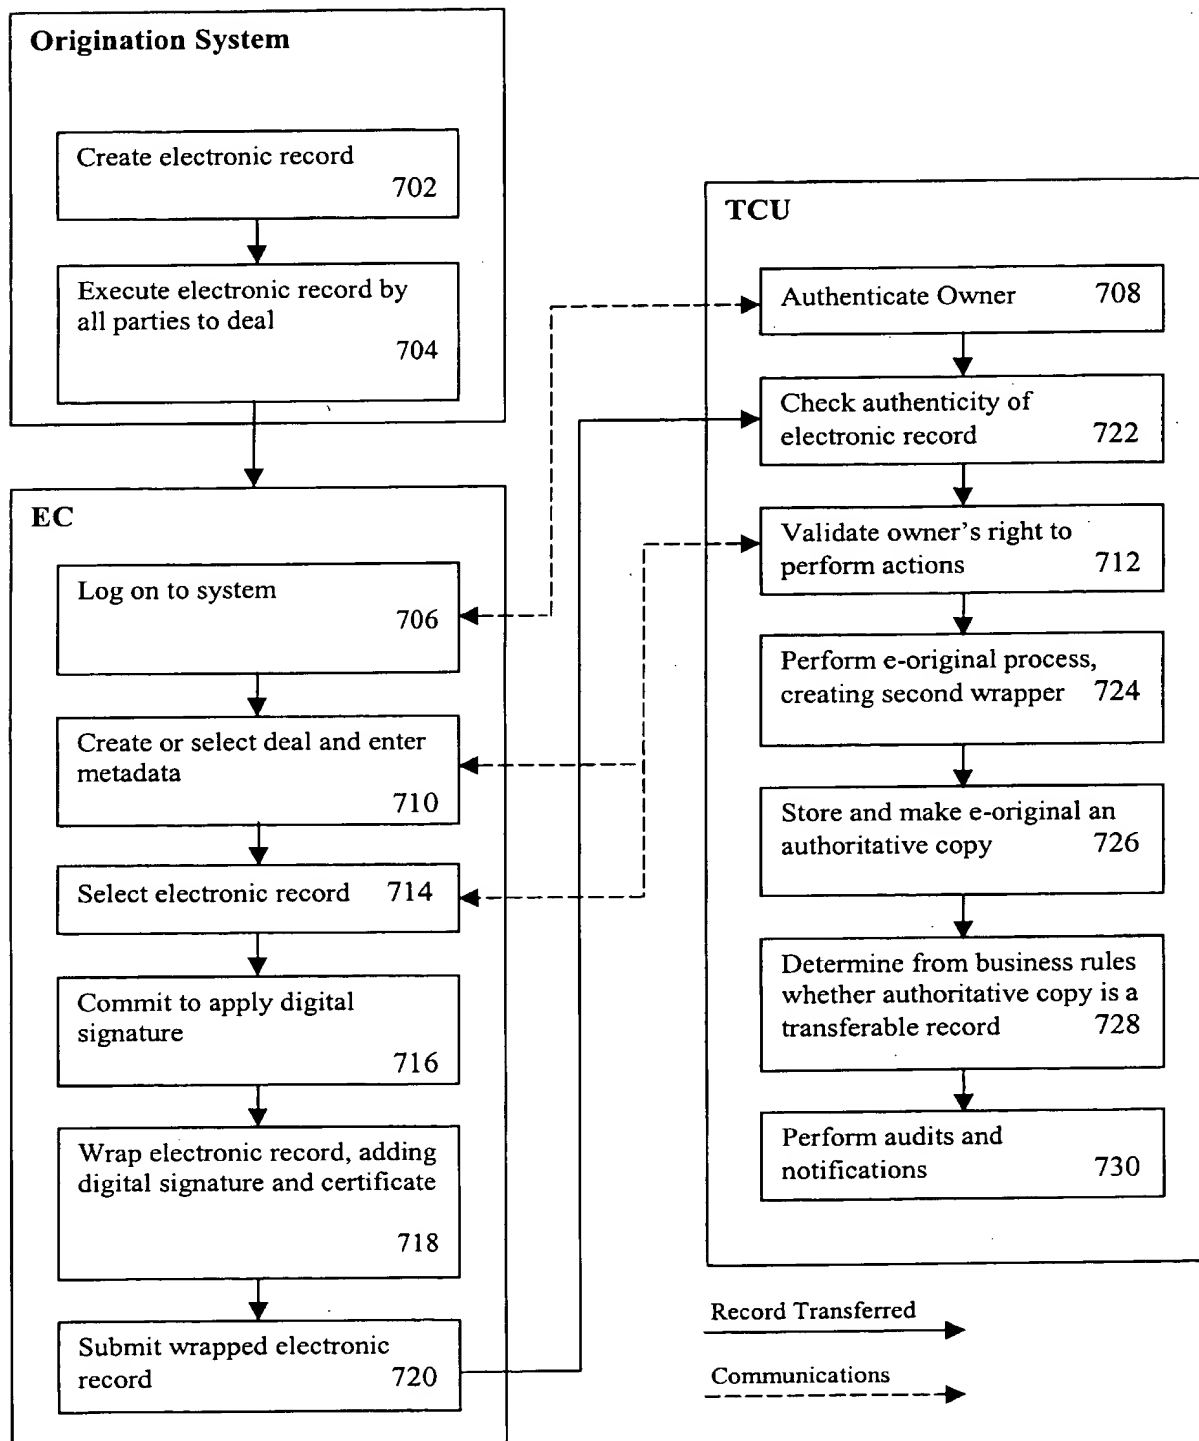 Origination System
Create electronic record
702
Execute electronic record by
all parties to deal
704
EC
Log on to system
706
Create or select deal and enter
metadata
710
Select electronic record 714
Commit to apply digital
signature
716
Wrap electronic record, adding
digital signature and certificate
718
Submit wrapped electronic
record 720
TCU
Authenticate Owner 708
Check authenticity of
electronic record 722
Validate owner's right to
perform actions 712
Perform e-original process,
creating second wrapper 724
Store and make e-original an
authoritative copy 726
Determine from business rules
whether authoritative copy is a
transferable record 728
Perform audits and
notifications 730
Record Transferred
Communications